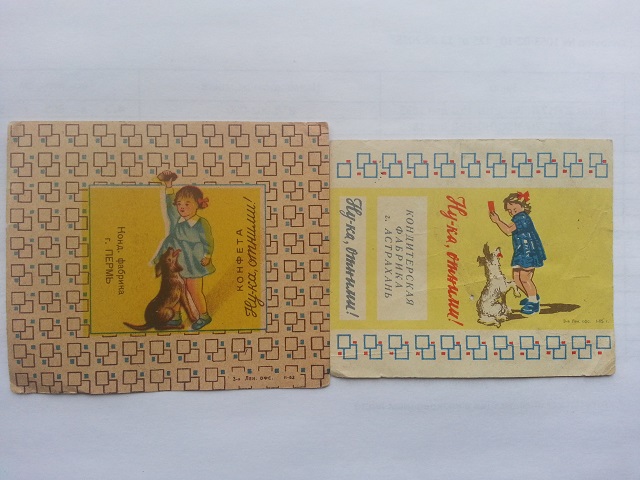 КОНФЕТА
Ну-ка, отними!
Конд. фабрика
г. ПЕРМЬ
Ну-ка, отними!
КОНДИТЕРСКАЯ
ФАБРИКА
г. АСТРАХАНЬ
Ну-ка, отними!